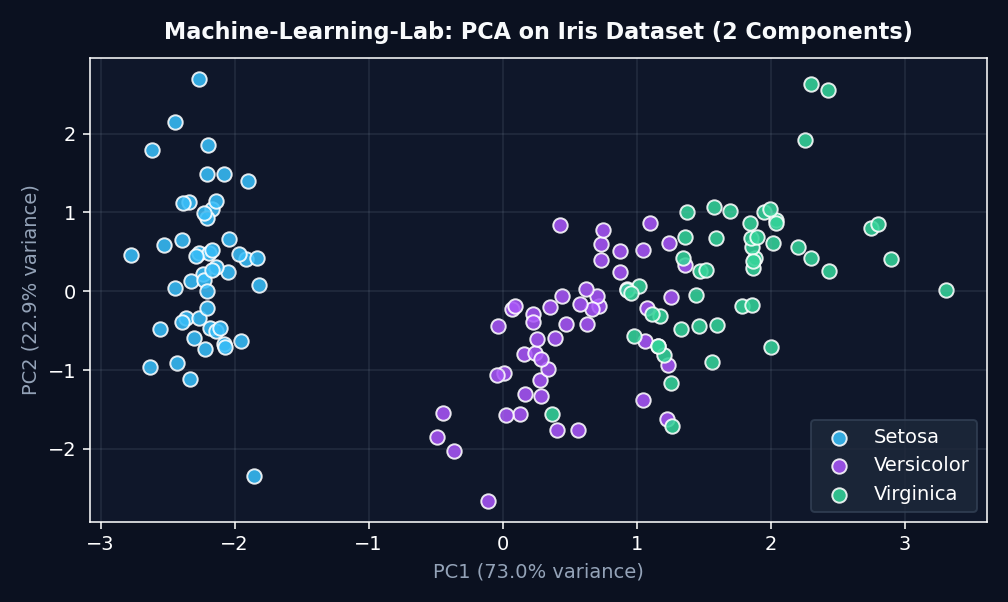 Machine-Learning-Lab: PCA on Iris Dataset (2 Components)
PC2 (22.9% variance)
2
1
0
−1
−2
−3
−2
−1
0
1
2
3
PC1 (73.0% variance)
Setosa
Versicolor
Virginica